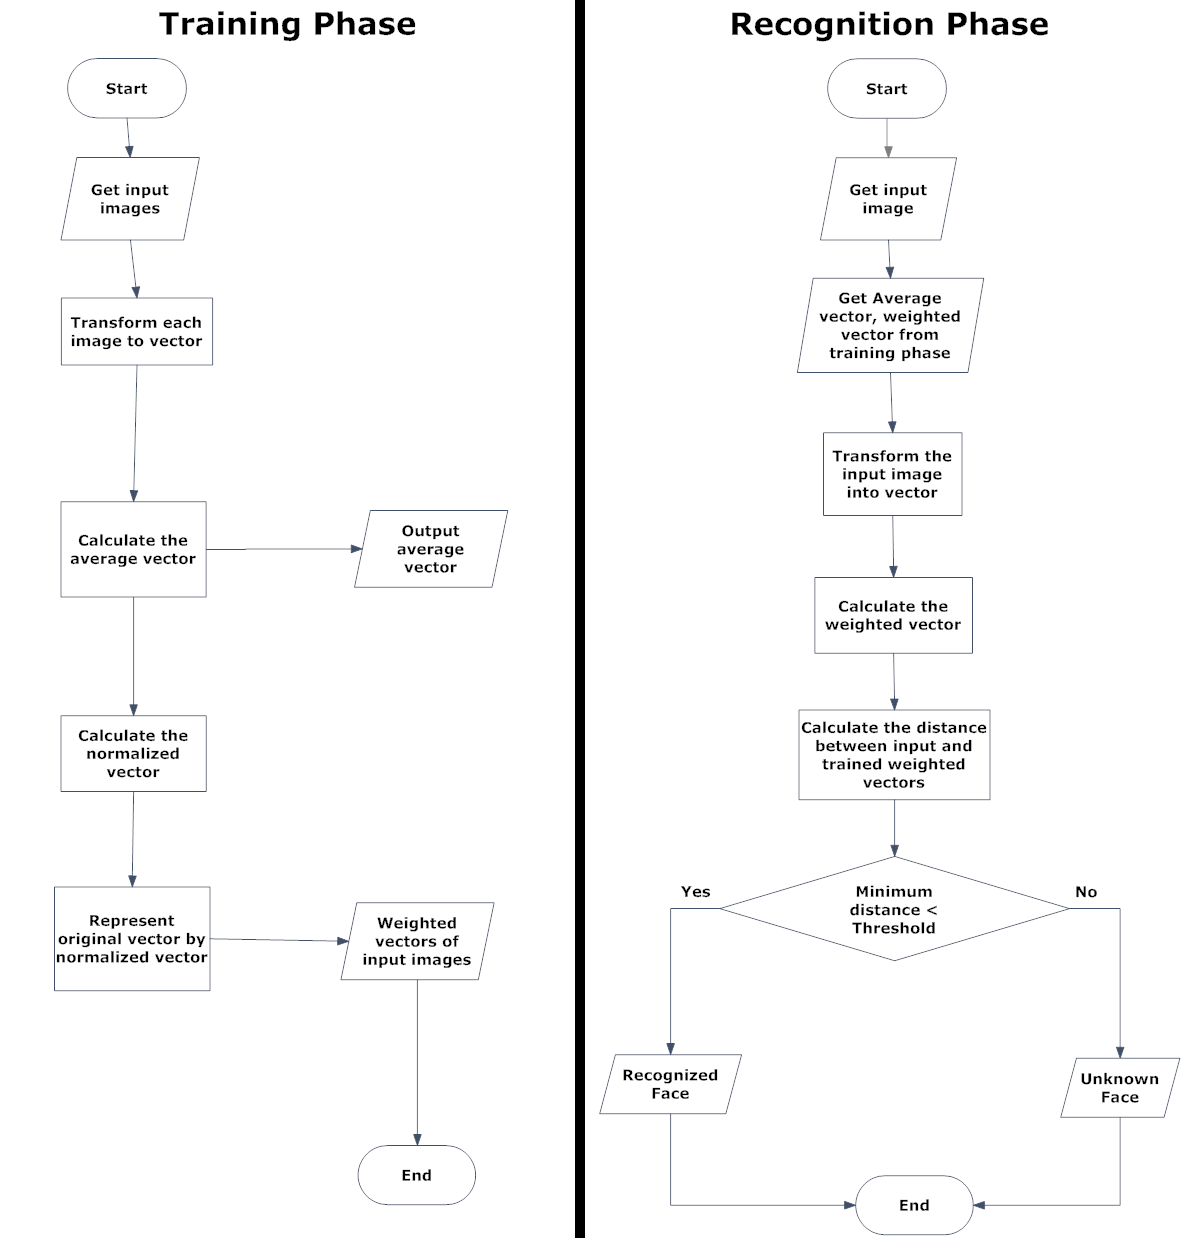 Training Phase
Start
Get input
images
Transform each
image to vector
Calculate the
average vector
Output
average
vector
Calculate the
normalized
vector
Represent
original vector by
normalized vector
Weighted
vectors of
input images
End
Recognition Phase
Start
Get input
image
Get Average
vector, weighted
vector from
training phase
Transform the
input image
into vector
Calculate the
weighted vector
Calculate the distance
between input and
trained weighted
vectors
Minimum
distance <
Threshold
Yes
No
Recognized
Face
Unknown
Face
End